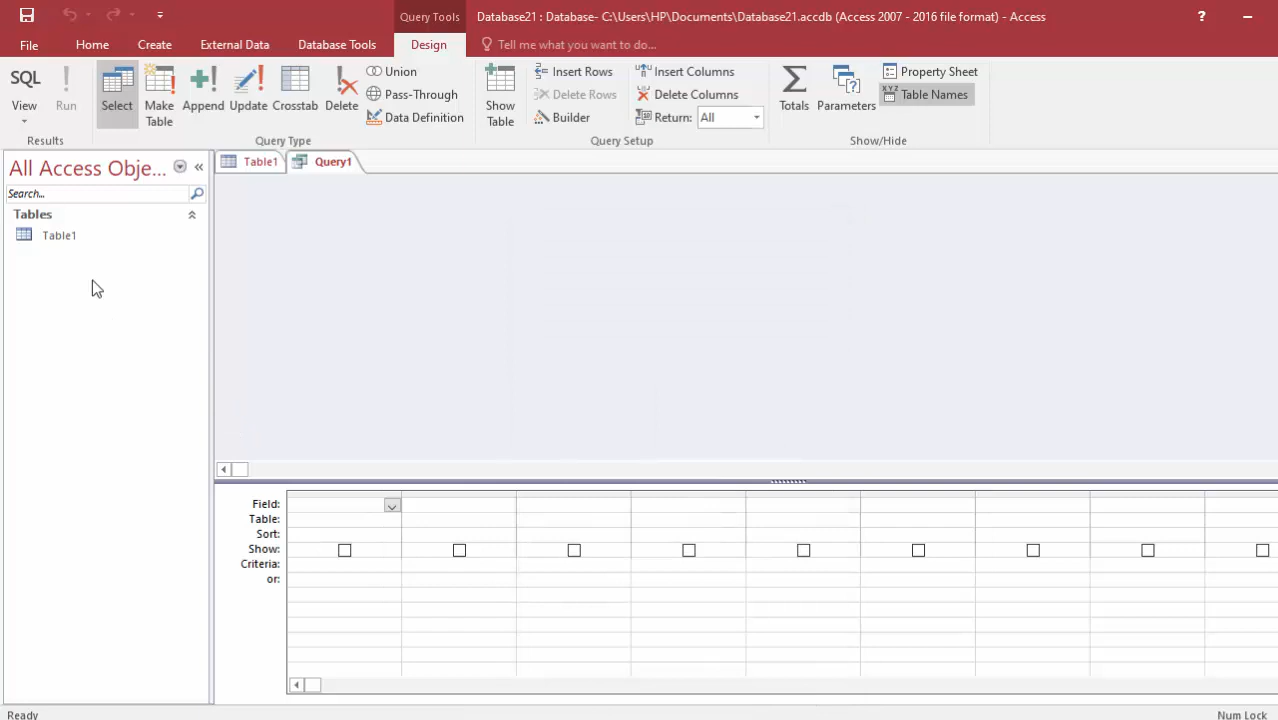 Query Tools
Database21 : Database- C:\Users\HP\Documents\Database21.accdb (Access 2007 - 2016 file format) - Access
?
File Home Create External Data Database Tools Design Tell me what you want to do...
SQL
View
Run
Results
Select
Make
Table
Append
Update
Crosstab
Delete
Union
Pass-Through
Data Definition
Query Type
Show
Table
Insert Rows
Delete Rows
Builder
Insert Columns
Delete Columns
Return: All
Query Setup
Totals
Parameters
Property Sheet
XYZ Table Names
Show/Hide
All Access Obje... «
Search...
Tables
Table1
Table1 Query1
Field:
Table:
Sort:
Show:
Criteria:
or:
Ready Num Lock